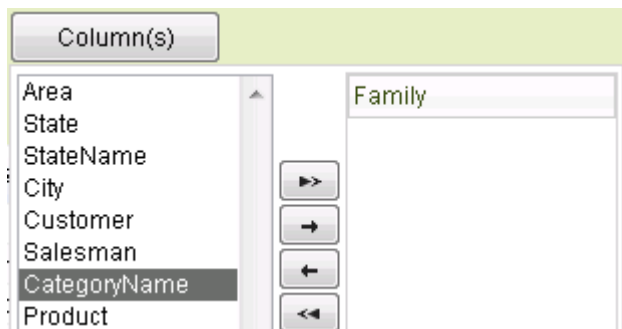 Column(s)
Area
State
StateName
City
Customer
Salesman
CategoryName
Product
Family